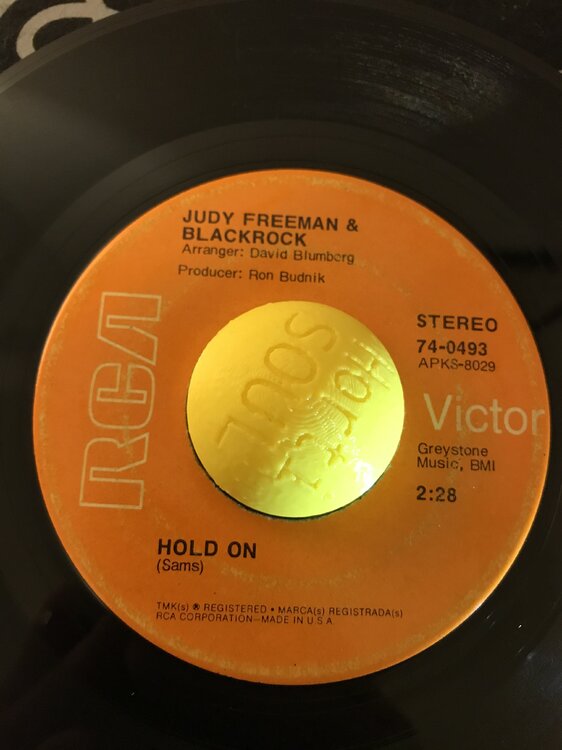 JUDY FREEMAN &
BLACKROCK
Arranger: David Blumberg
Producer: Ron Budnik
RCA
STEREO
74-0493
APKS-8029
Victor
Greystone
Music, BMI
2:28
SOUL
HOLD ON
(Sams)
TMK(s) ® REGISTERED • MARCA(s) REGISTRADA(s)
RCA CORPORATION—MADE IN U.S.A.